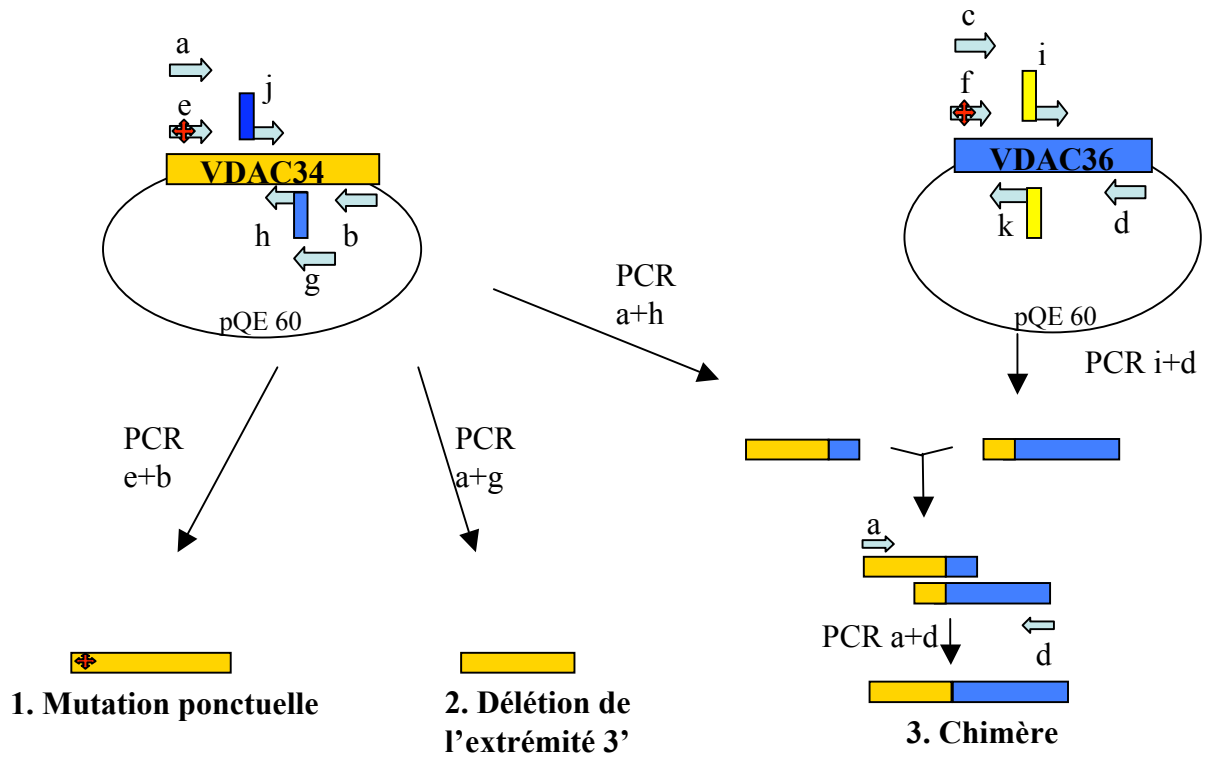 a
j
e
VDAC34
h
b
g
pQE 60
c
i
f
VDAC36
k
d
pQE 60
PCR
a+h
PCR i+d
PCR
e+b
PCR
a+g
a
PCR a+d
d
1. Mutation ponctuelle
2. Délétion de
l’extrémité 3’
3. Chimère